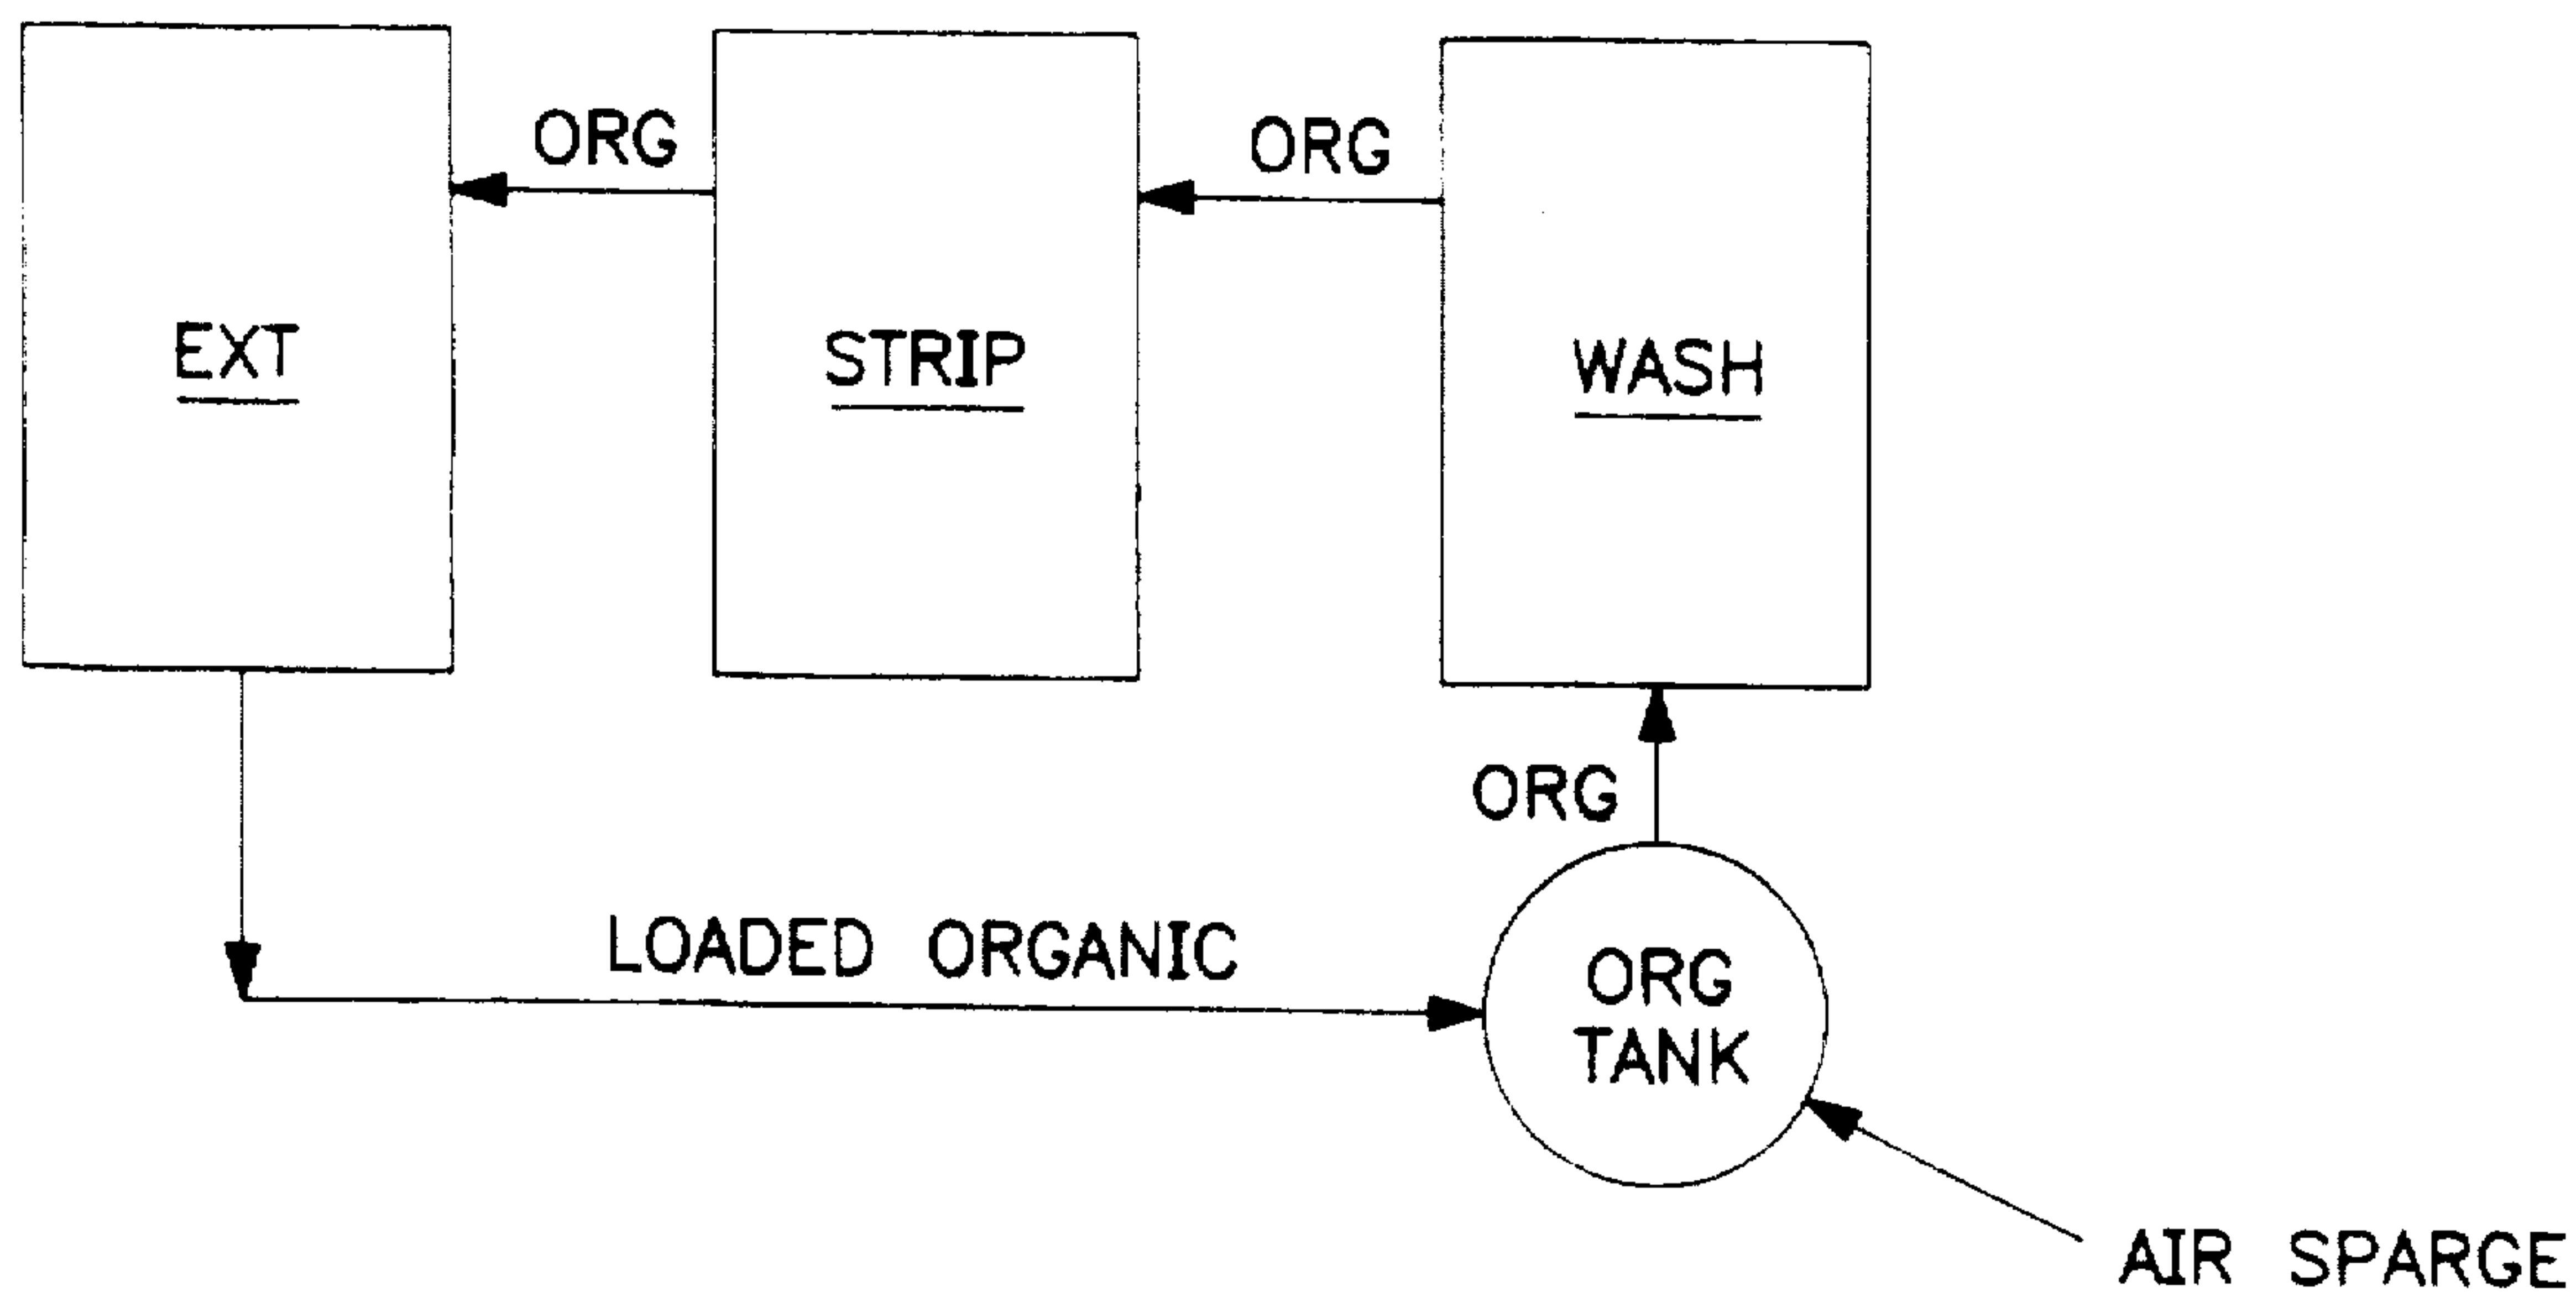 ORG
ORG
EXT
STRIP
WASH
ORG
LOADED ORGANIC
ORG
TANK
AIR SPARGE